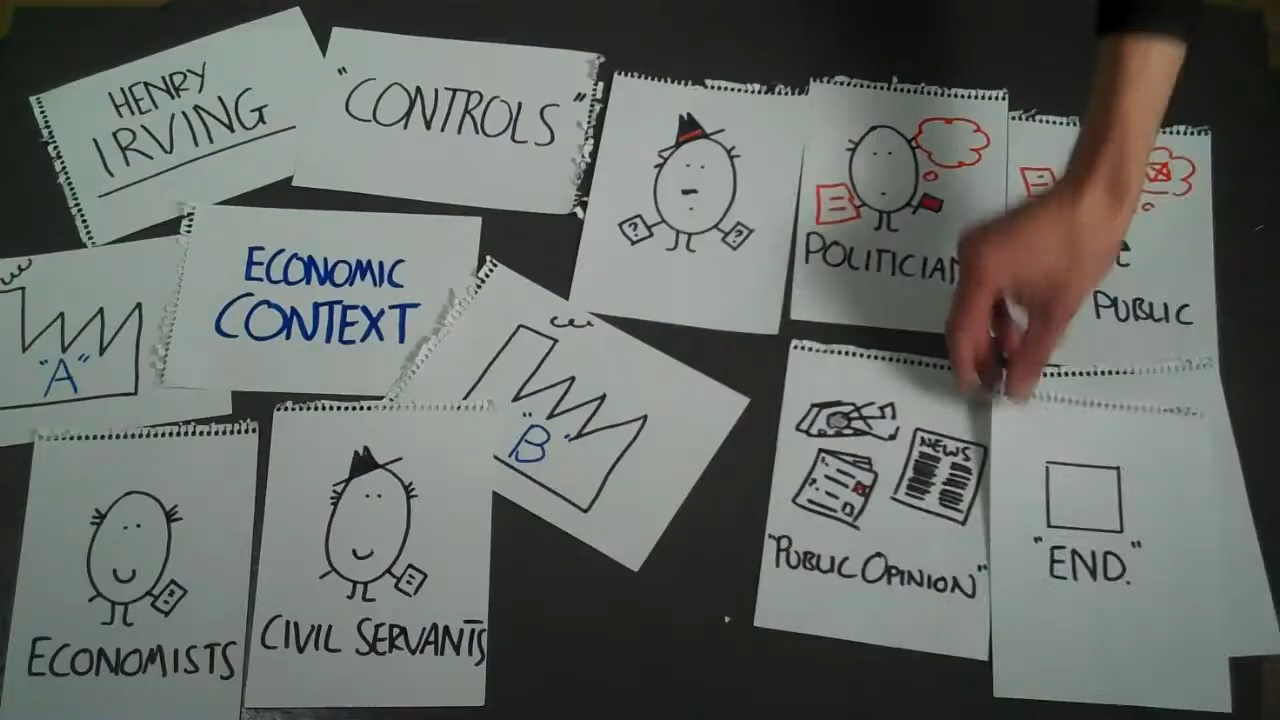 HENRY
IRVING
"CONTROLS"
ECONOMIC
CONTEXT
"A"
"B"
?
?
ECONOMISTS
CIVIL SERVANTS
POLITICIAN
PUBLIC
NEWS
"PUBLIC OPINION"
"END."